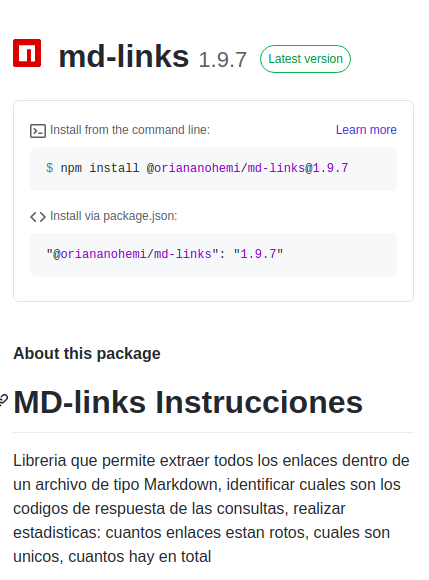 md-links 1.9.7 Latest version
Install from the command line: Learn more
$ npm install @oriananohemi/md-links@1.9.7
Install via package.json:
"@oriananohemi/md-links": "1.9.7"
About this package
MD-links Instrucciones
Libreria que permite extraer todos los enlaces dentro de
un archivo de tipo Markdown, identificar cuales son los
codigos de respuesta de las consultas, realizar
estadisticas: cuantos enlaces estan rotos, cuales son
unicos, cuantos hay en total